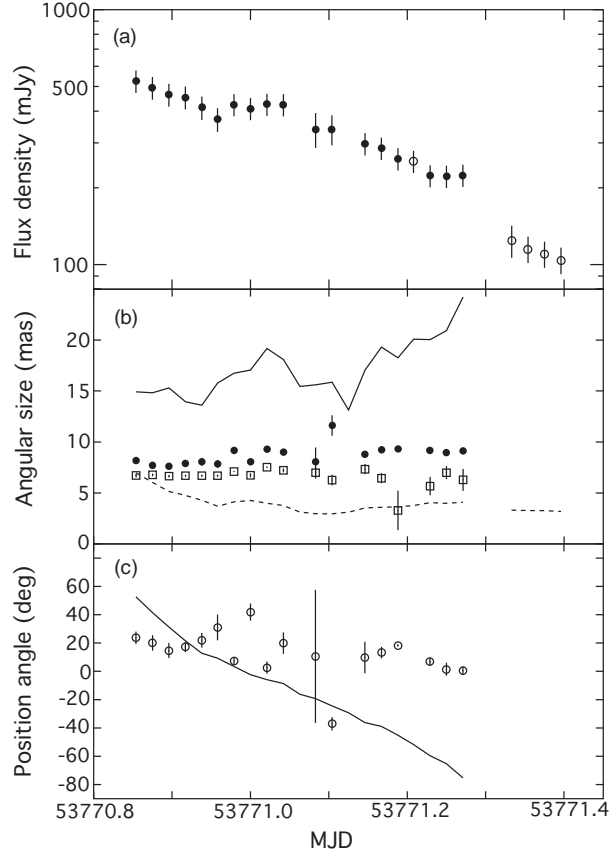 1000
(a)
500
Flux density (mJy)
100
(b)
20
15
Angular size (mas)
10
5
0
(c)
60
40
Position angle (deg)
20
0
-20
-40
-60
-80
53770.8 53771.0 53771.2 53771.4
MJD